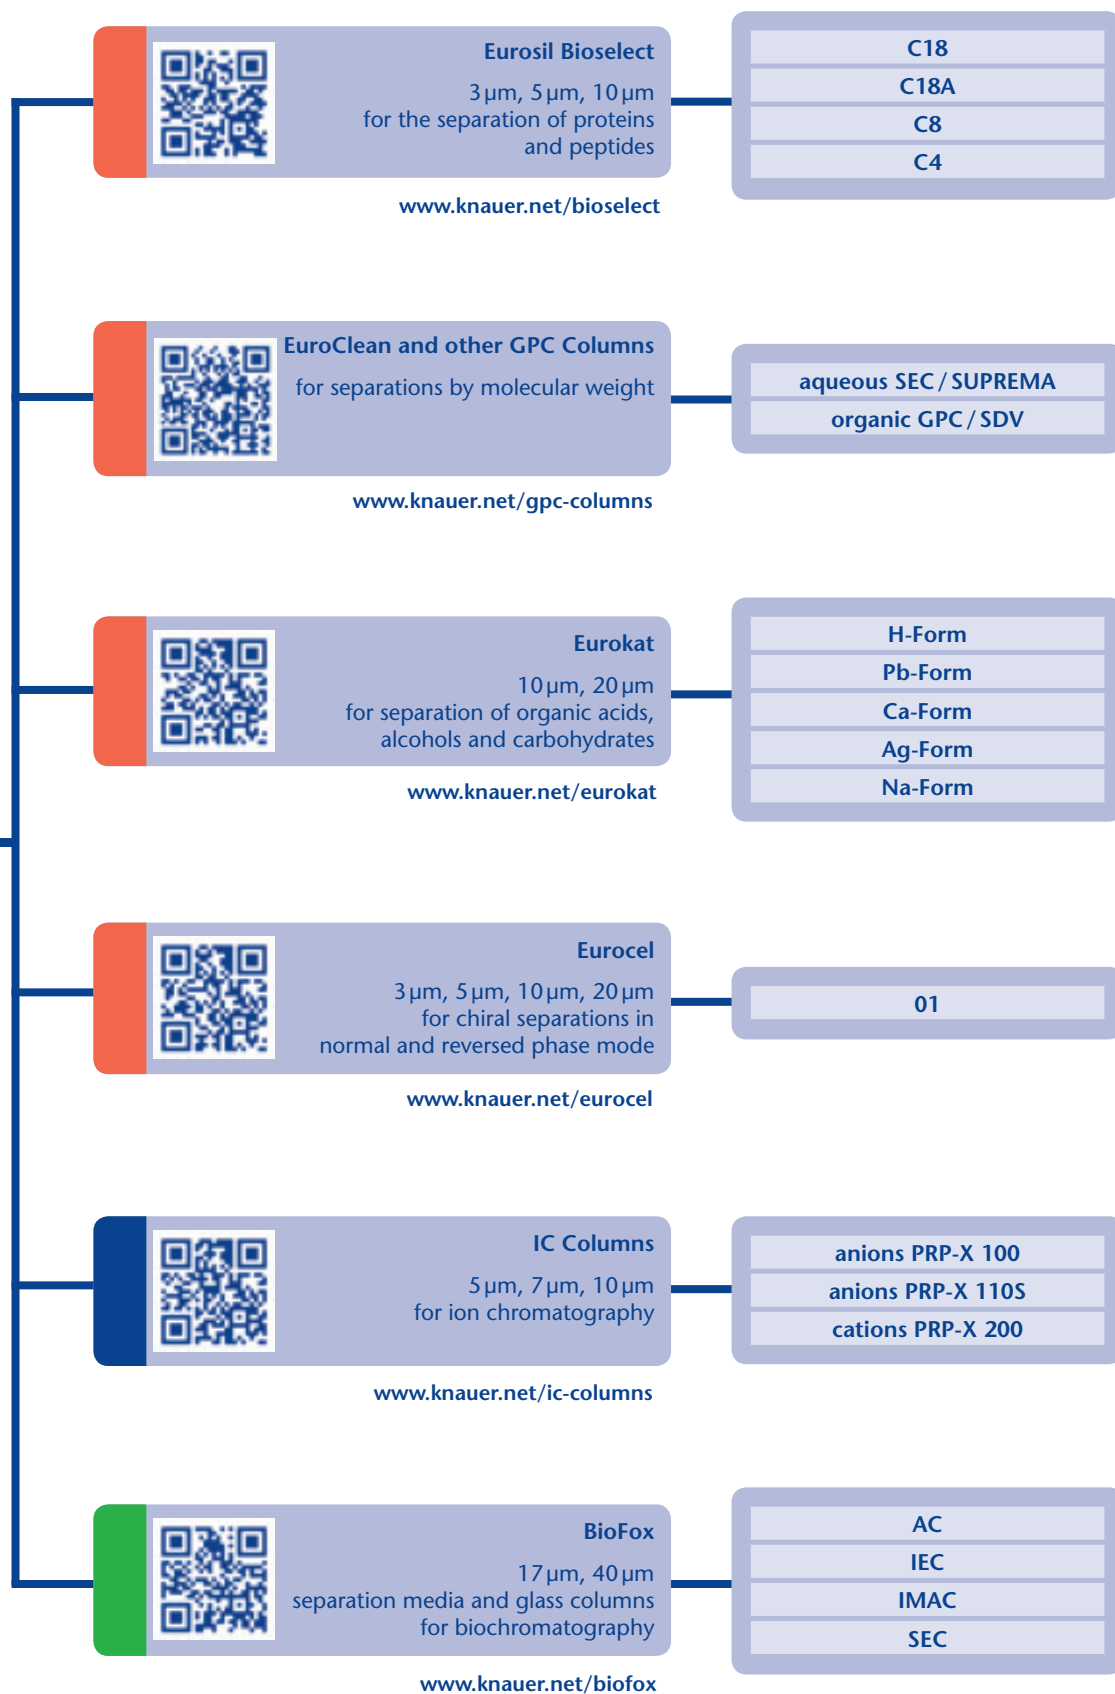 Eurosil Bioselect
3 µm, 5 µm, 10 µm
for the separation of proteins
and peptides
www.knauer.net/bioselect
C18
C18A
C8
C4
EuroClean and other GPC Columns
for separations by molecular weight
www.knauer.net/gpc-columns
aqueous SEC / SUPREMA
organic GPC / SDV
Eurokat
10 µm, 20 µm
for separation of organic acids,
alcohols and carbohydrates
www.knauer.net/eurokat
H-Form
Pb-Form
Ca-Form
Ag-Form
Na-Form
Eurocel
3 µm, 5 µm, 10 µm, 20 µm
for chiral separations in
normal and reversed phase mode
www.knauer.net/eurocel
01
IC Columns
5 µm, 7 µm, 10 µm
for ion chromatography
www.knauer.net/ic-columns
anions PRP-X 100
anions PRP-X 110S
cations PRP-X 200
BioFox
17 µm, 40 µm
separation media and glass columns
for biochromatography
www.knauer.net/biofox
AC
IEC
IMAC
SEC